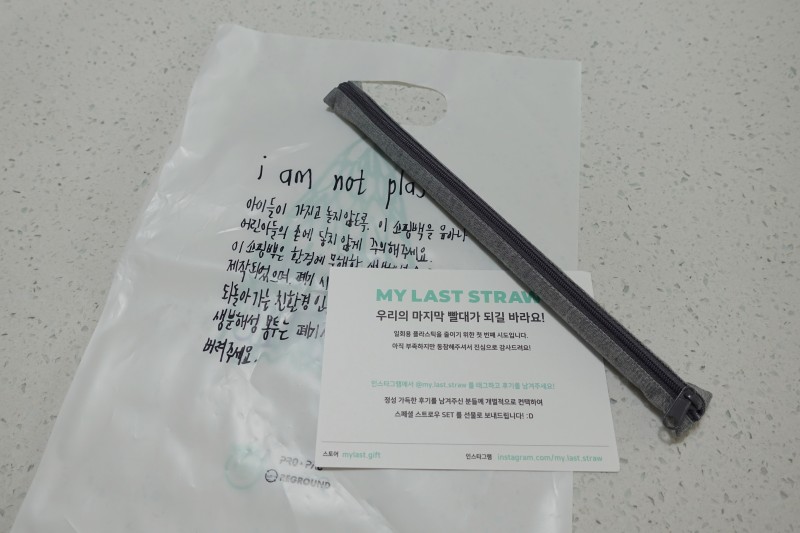 i am not
아이들이 가지고 놀지 않도록. 이 쇼핑백을 유아나
어린이들의 손에 닿지 않게 주의해주세요.
이 쇼핑백은 환경에 무해한
제작되었으며 폐기 시
되돌아가는 친환경 인
생분해성 봉투는 폐기
버려주세요.
PRO-PA
REGROUND
MY LAST STRAW
우리의 마지막 빨대가 되길 바라요!
일회용 플라스틱을 줄이기 위한 첫 번째 시도입니다.
아직 부족하지만 동참해주셔서 진심으로 감사드려요!
인스타그램에서 @my.last.straw 를 태그하고 후기를 남겨주세요!
정성 가득한 후기를 남겨주신 분들께 개별적으로 컨택하여
스페셜 스트로우 SET 를 선물로 보내드립니다! :D
스토어 mylast.gift
인스타그램 instagram.com/my.last.straw